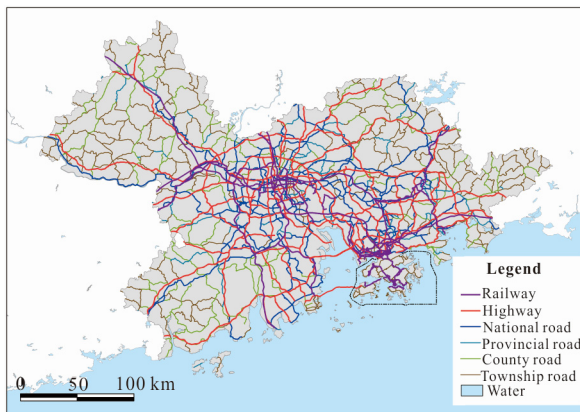 Legend
Railway
Highway
National road
Provincial road
County road
Township road
Water
0 50 100 km